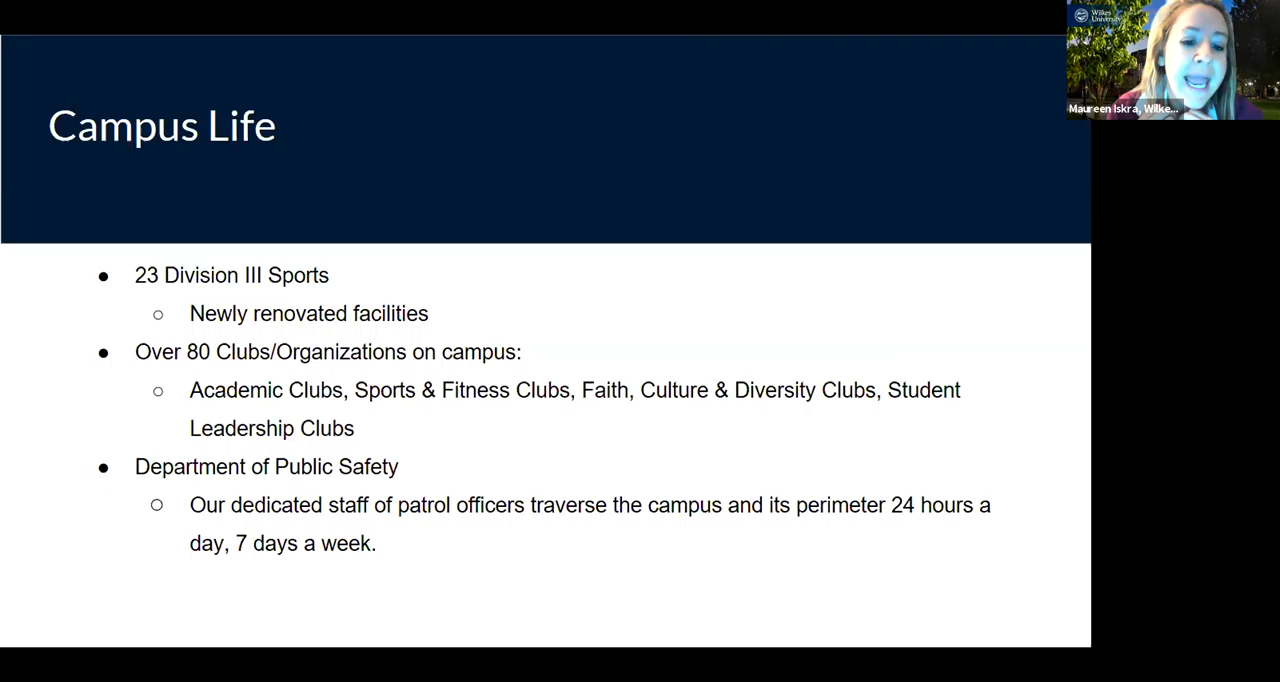 Wilkes
University
Maureen Iskra, Wilke...
Campus Life
● 23 Division III Sports
○ Newly renovated facilities
● Over 80 Clubs/Organizations on campus:
○ Academic Clubs, Sports & Fitness Clubs, Faith, Culture & Diversity Clubs, Student
Leadership Clubs
● Department of Public Safety
○ Our dedicated staff of patrol officers traverse the campus and its perimeter 24 hours a
day, 7 days a week.